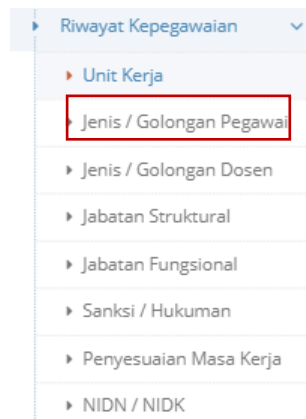 Riwayat Kepegawaian
Unit Kerja
Jenis / Golongan Pegawai
Jenis / Golongan Dosen
Jabatan Struktural
Jabatan Fungsional
Sanksi / Hukuman
Penyesuaian Masa Kerja
NIDN / NIDK